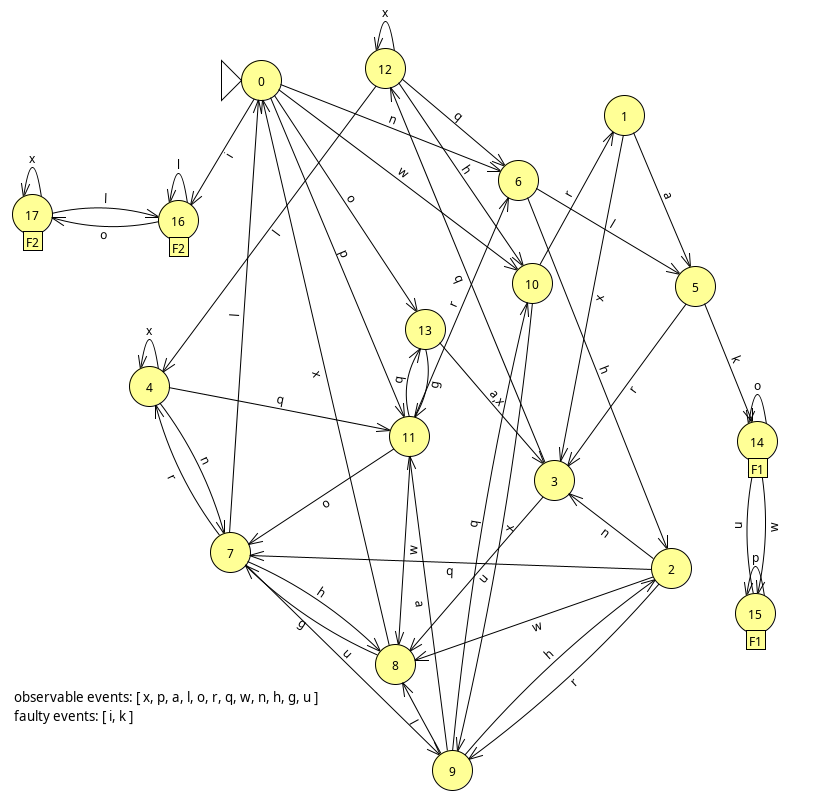 x
0
12
q
1
n
i
w
h
6
r
a
x
l
17
F2
l
o
16
F2
o
p
l
l
q
r
10
x
5
13
l
x
4
q
x
b
g
a,x
h
r
k
o
14
F1
11
q
n
r
o
3
b
x
n
u
w
7
q
2
w
p
15
F1
h
g
u
u
a
w
h
r
8
l
9
observable events: [ x, p, a, l, o, r, q, w, n, h, g, u ]
faulty events: [ i, k ]